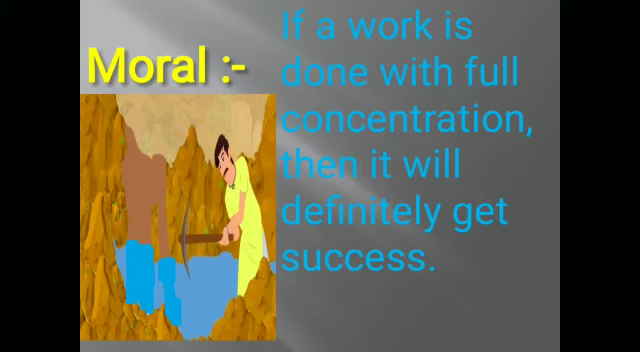 Moral :-
If a work is
done with full
concentration,
then it will
definitely get
success.